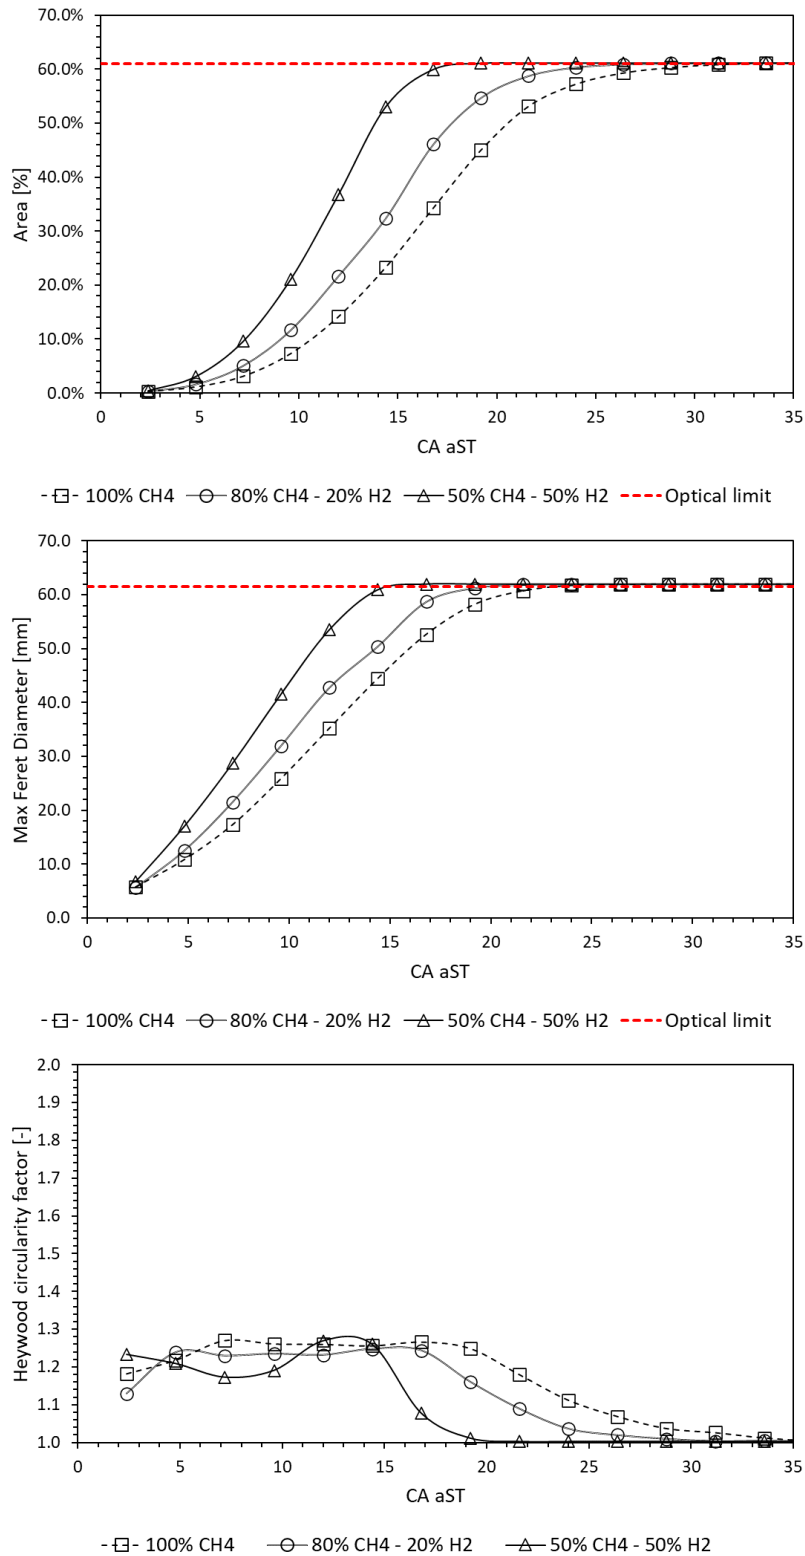 70.0%
60.0%
50.0%
40.0%
30.0%
20.0%
10.0%
0.0%
Area [%]
0 5 10 15 20 25 30 35
CA aST
100% CH4 80% CH4 - 20% H2 50% CH4 - 50% H2 Optical limit
70.0
60.0
50.0
40.0
30.0
20.0
10.0
0.0
Max Feret Diameter [mm]
0 5 10 15 20 25 30 35
CA aST
100% CH4 80% CH4 - 20% H2 50% CH4 - 50% H2 Optical limit
2.0
1.9
1.8
1.7
1.6
1.5
1.4
1.3
1.2
1.1
1.0
Heywood circularity factor [-]
0 5 10 15 20 25 30 35
CA aST
100% CH4 80% CH4 - 20% H2 50% CH4 - 50% H2